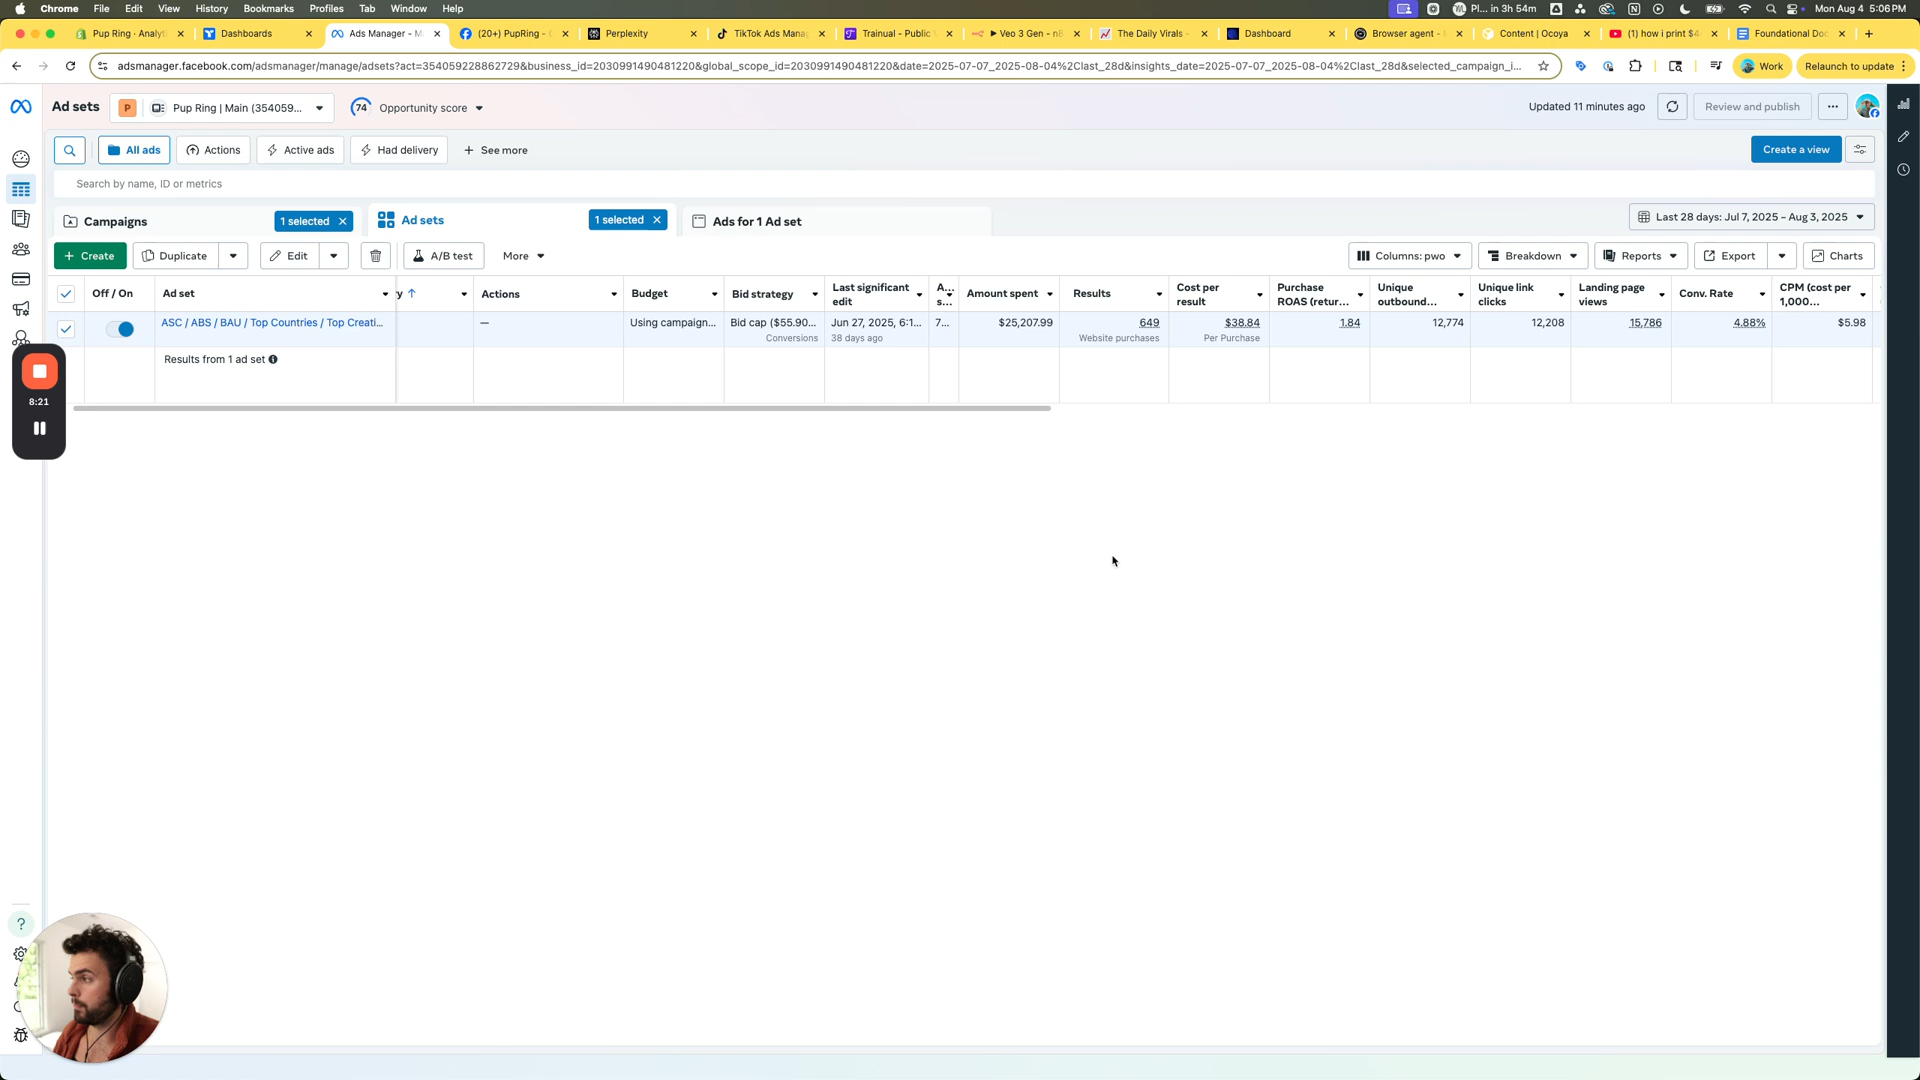 Chrome File Edit View History Bookmarks Profiles Tab Window Help
Pl... in 3h 54m
Mon Aug 4 5:06 PM
Pup Ring · Analyt
Dashboards
Ads Manager - M
(20+) PupRing -
Perplexity
TikTok Ads Mana
Trainual - Public
Veo 3 Gen - n8
The Daily Virals -
Dashboard
Browser agent -
Content | Ocoya
(1) how i print $4
Foundational Doc
adsmanager.facebook.com/adsmanager/manage/adsets?act=354059228862729&business_id=2030991490481220&global_scope_id=2030991490481220&date=2025-07-07_2025-08-04%2Clast_28d&insights_date=2025-07-07_2025-08-04%2Clast_28d&selected_campaign_i...
Work
Relaunch to update
Ad sets
P
Pup Ring | Main (354059...
74
Opportunity score
Updated 11 minutes ago
Review and publish
All ads
Actions
Active ads
Had delivery
See more
Create a view
Search by name, ID or metrics
Campaigns
1 selected
Ad sets
1 selected
Ads for 1 Ad set
Last 28 days: Jul 7, 2025 – Aug 3, 2025
Create
Duplicate
Edit
A/B test
More
Columns: pwo
Breakdown
Reports
Export
Charts
Off / On
Ad set
y
Actions
Budget
Bid strategy
Last significant edit
A... s...
Amount spent
Results
Cost per result
Purchase ROAS (retur...
Unique outbound...
Unique link clicks
Landing page views
Conv. Rate
CPM (cost per 1,000...
ASC / ABS / BAU / Top Countries / Top Creati...
—
Using campaign...
Bid cap ($55.90...
Conversions
Jun 27, 2025, 6:1...
38 days ago
7...
$25,207.99
649
Website purchases
$38.84
Per Purchase
1.84
12,774
12,208
15,786
4.88%
$5.98
Results from 1 ad set
8:21